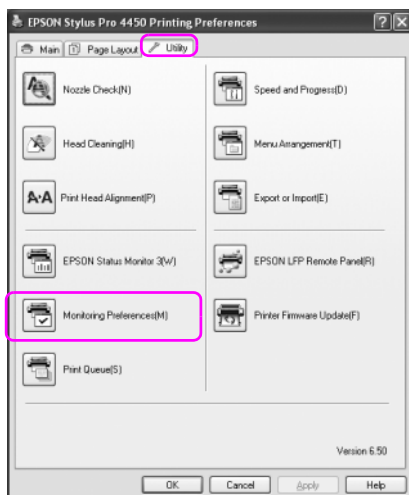 EPSON Stylus Pro 4450 Printing Preferences
Main Page Layout Utility
Nozzle Check(N)
Speed and Progress(D)
Head Cleaning(H)
Menu Arrangement(T)
A·A Print Head Alignment(P)
Export or Import(E)
EPSON Status Monitor 3(W)
EPSON LFP Remote Panel(R)
Monitoring Preferences(M)
Printer Firmware Update(F)
Print Queue(S)
Version 6.50
OK Cancel Apply Help